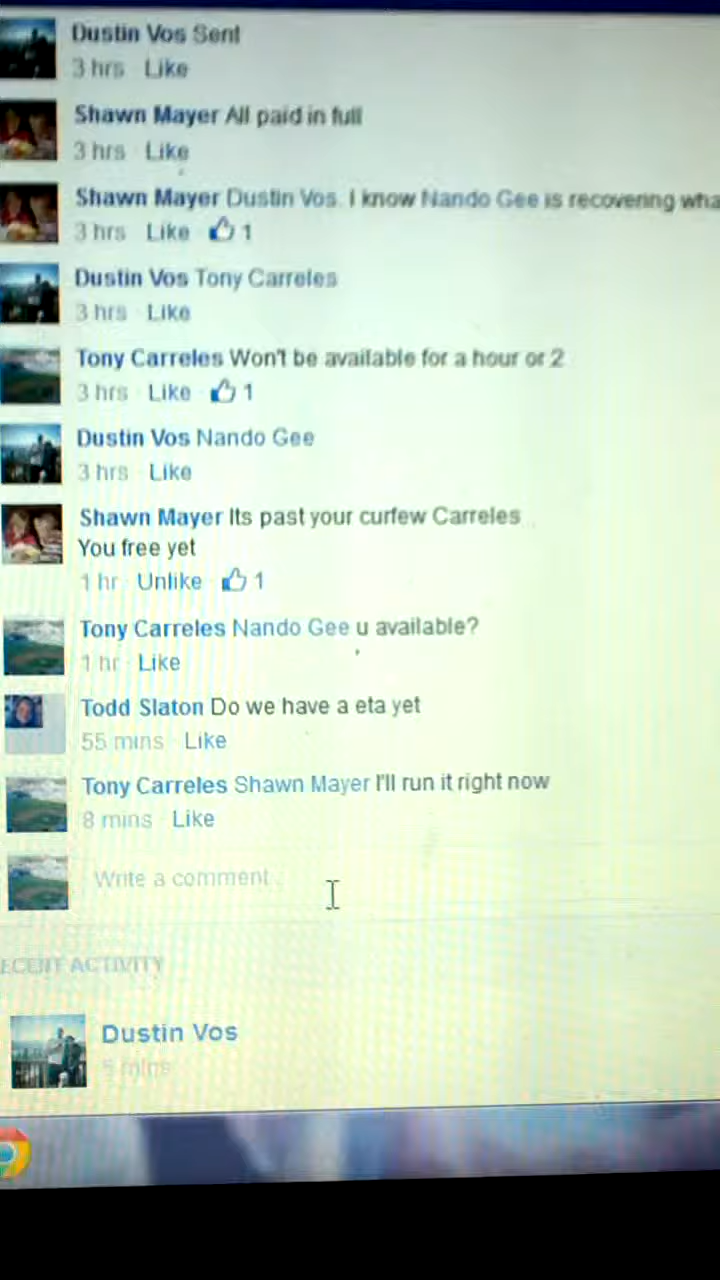 Dustin Vos Sent
3 hrs · Like
Shawn Mayer All paid in full
3 hrs · Like
Shawn Mayer Dustin Vos. I know Nando Gee is recovering wha
3 hrs · Like · 1
Dustin Vos Tony Carreles
3 hrs · Like
Tony Carreles Won't be available for a hour or 2
3 hrs · Like · 1
Dustin Vos Nando Gee
3 hrs · Like
Shawn Mayer Its past your curfew Carreles
You free yet
1 hr · Unlike · 1
Tony Carreles Nando Gee u available?
1 hr · Like
Todd Slaton Do we have a eta yet
55 mins · Like
Tony Carreles Shawn Mayer I'll run it right now
8 mins · Like
Write a comment...
ECENT ACTIVITY
Dustin Vos
5 mins